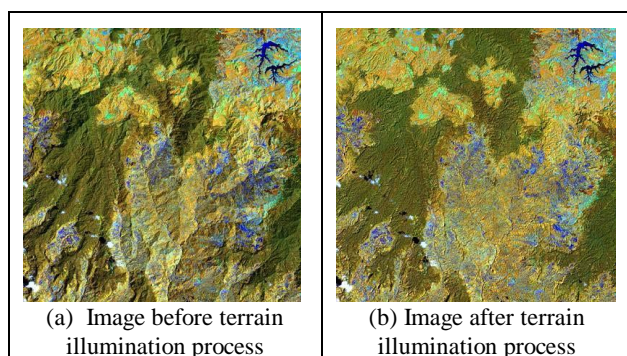 (a) Image before terrain
illumination process
(b) Image after terrain
illumination process